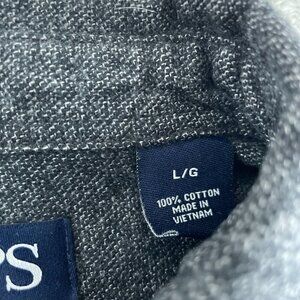 L/G
100% COTTON
MADE IN
VIETNAM
PS